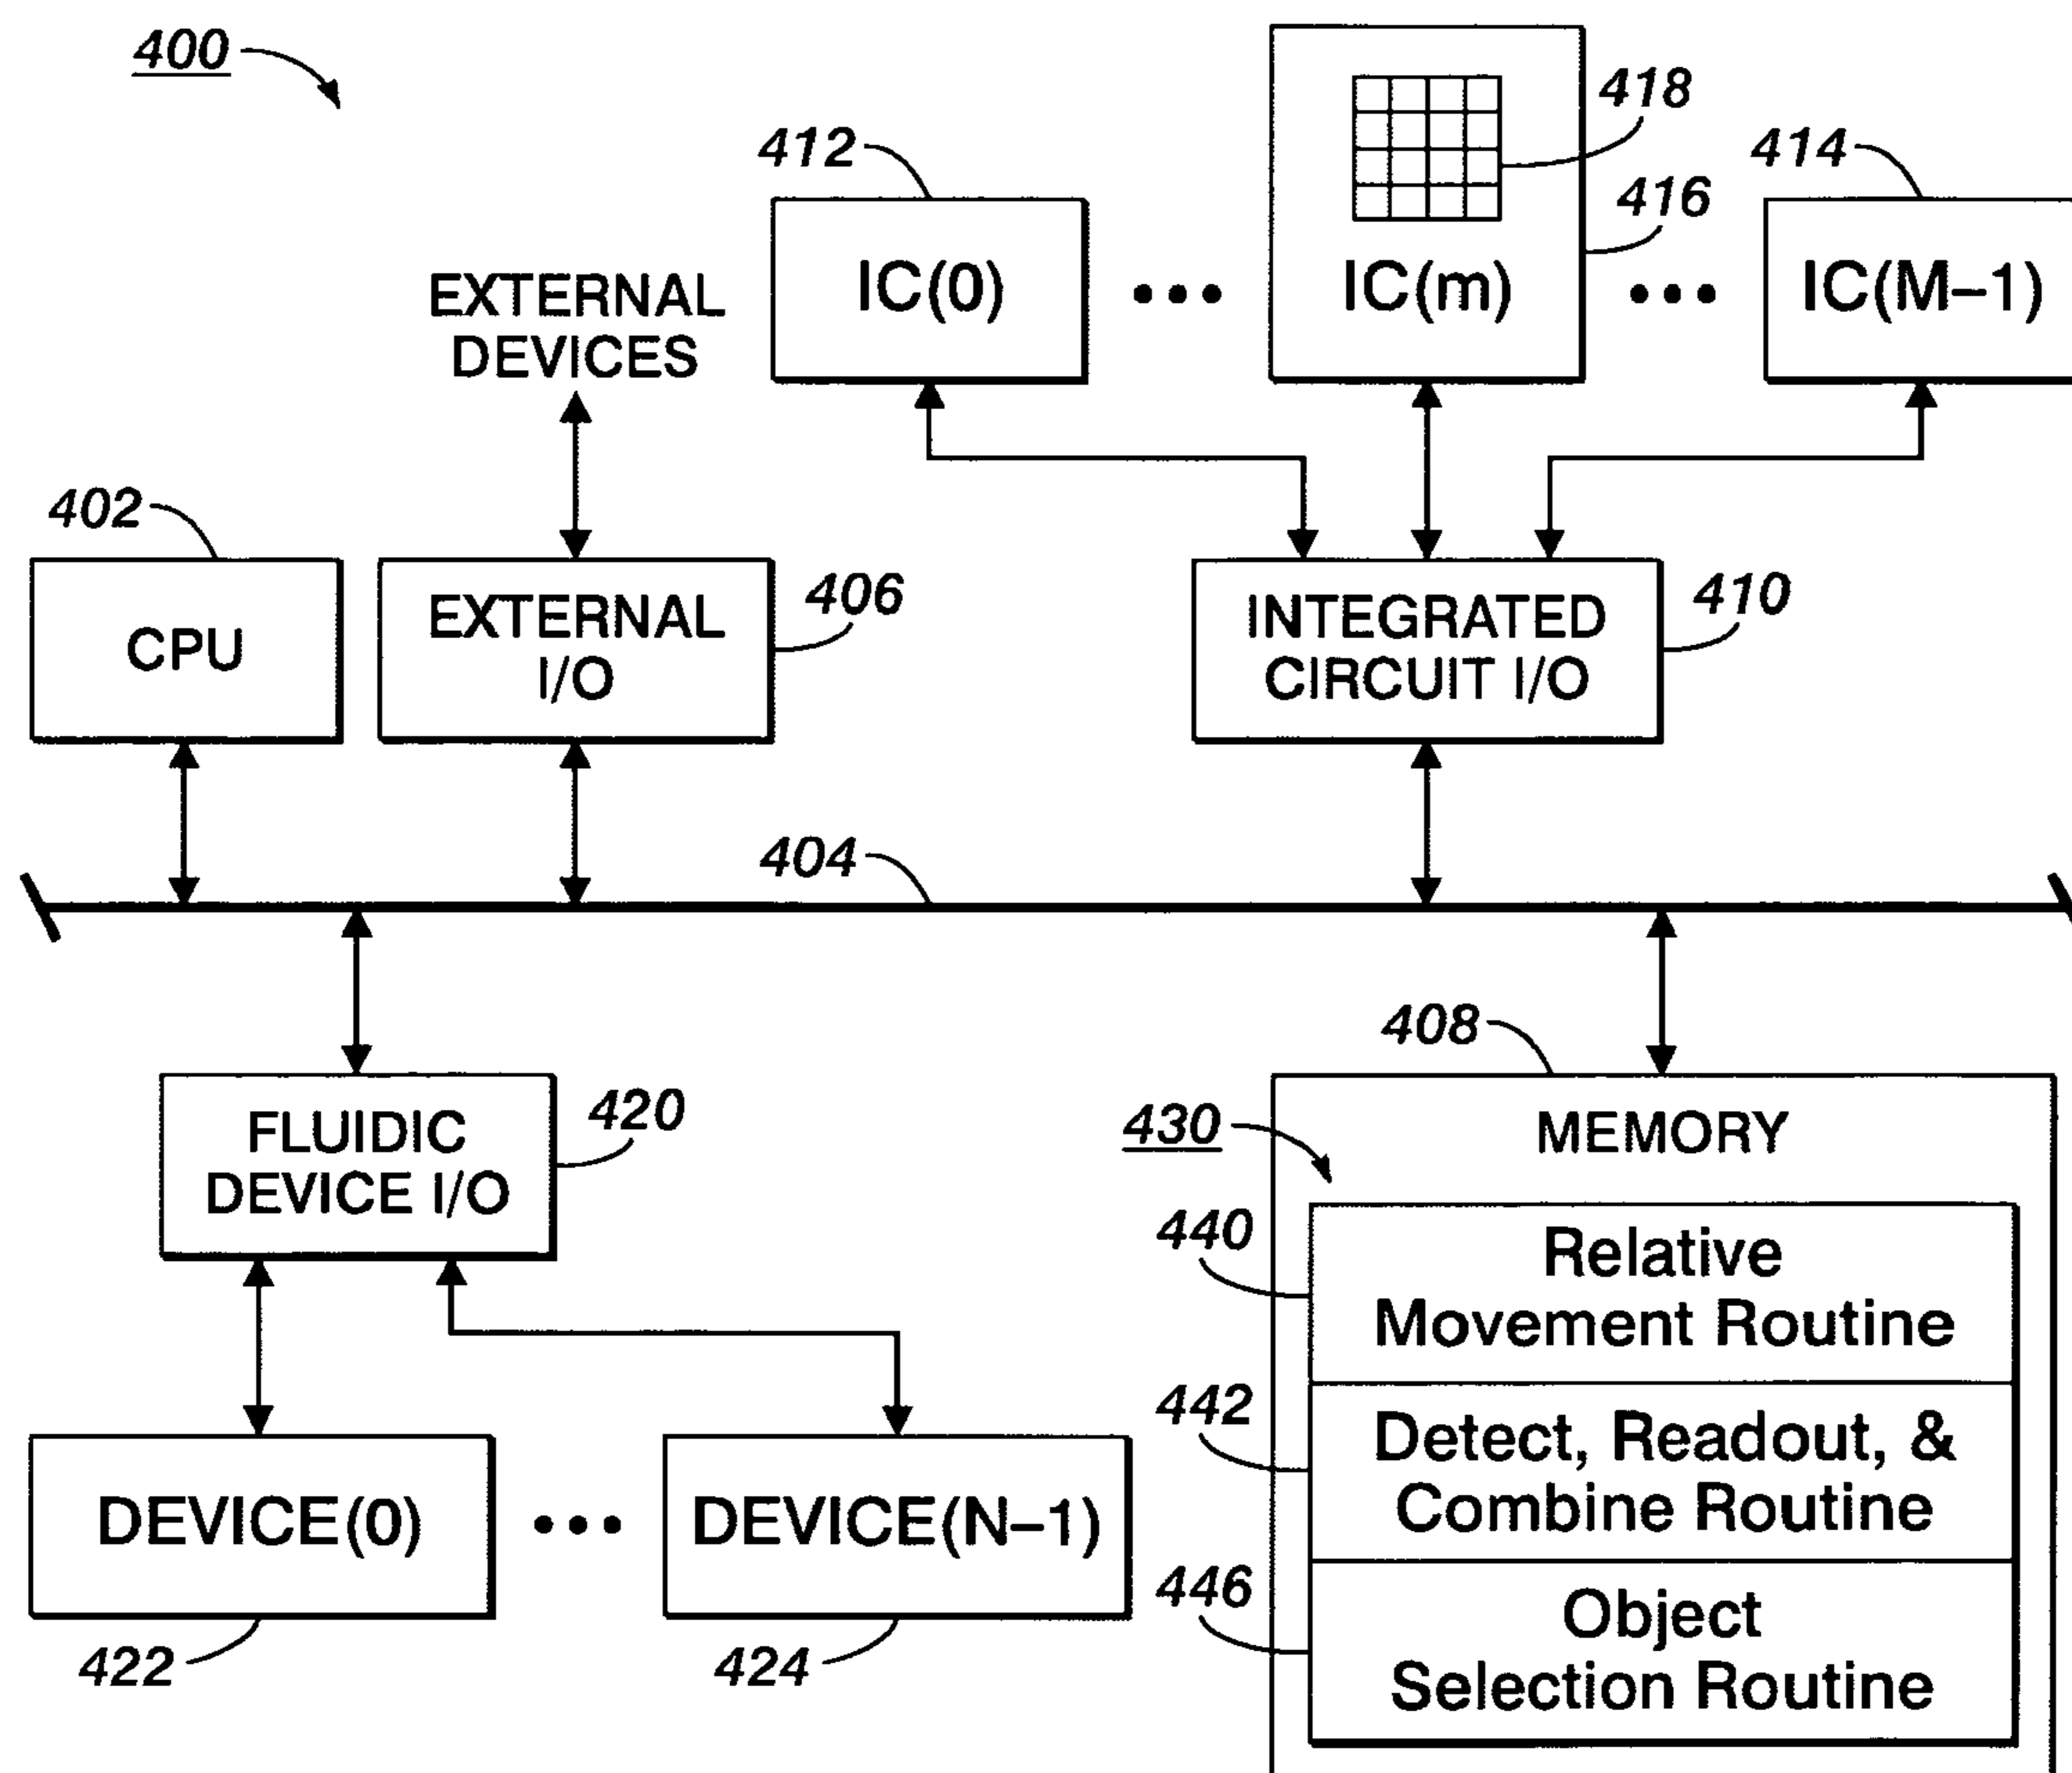 400
418
412
414
416
IC(0)
•••
IC(m)
•••
IC(M–1)
EXTERNAL
DEVICES
402
406
410
CPU
EXTERNAL
I/O
INTEGRATED
CIRCUIT I/O
404
408
420
430
FLUIDIC
DEVICE I/O
MEMORY
440
Relative
Movement Routine
442
Detect, Readout, &
Combine Routine
446
Object
Selection Routine
DEVICE(0)
•••
DEVICE(N–1)
422
424